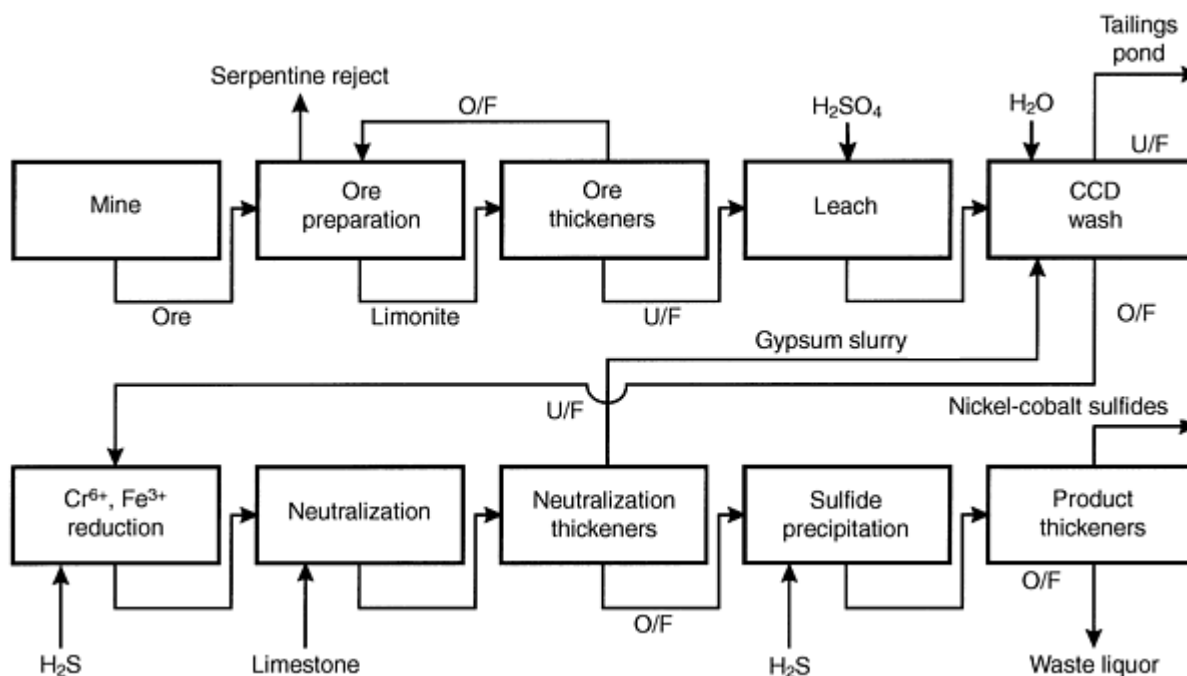 Tailings
pond
Serpentine reject
O/F
H₂SO₄
H₂O
U/F
Mine
Ore
preparation
Ore
thickeners
Leach
CCD
wash
Ore
Limonite
U/F
O/F
Gypsum slurry
U/F
Nickel-cobalt sulfides
Cr⁶⁺, Fe³⁺
reduction
Neutralization
Neutralization
thickeners
Sulfide
precipitation
Product
thickeners
O/F
O/F
H₂S
Limestone
H₂S
Waste liquor